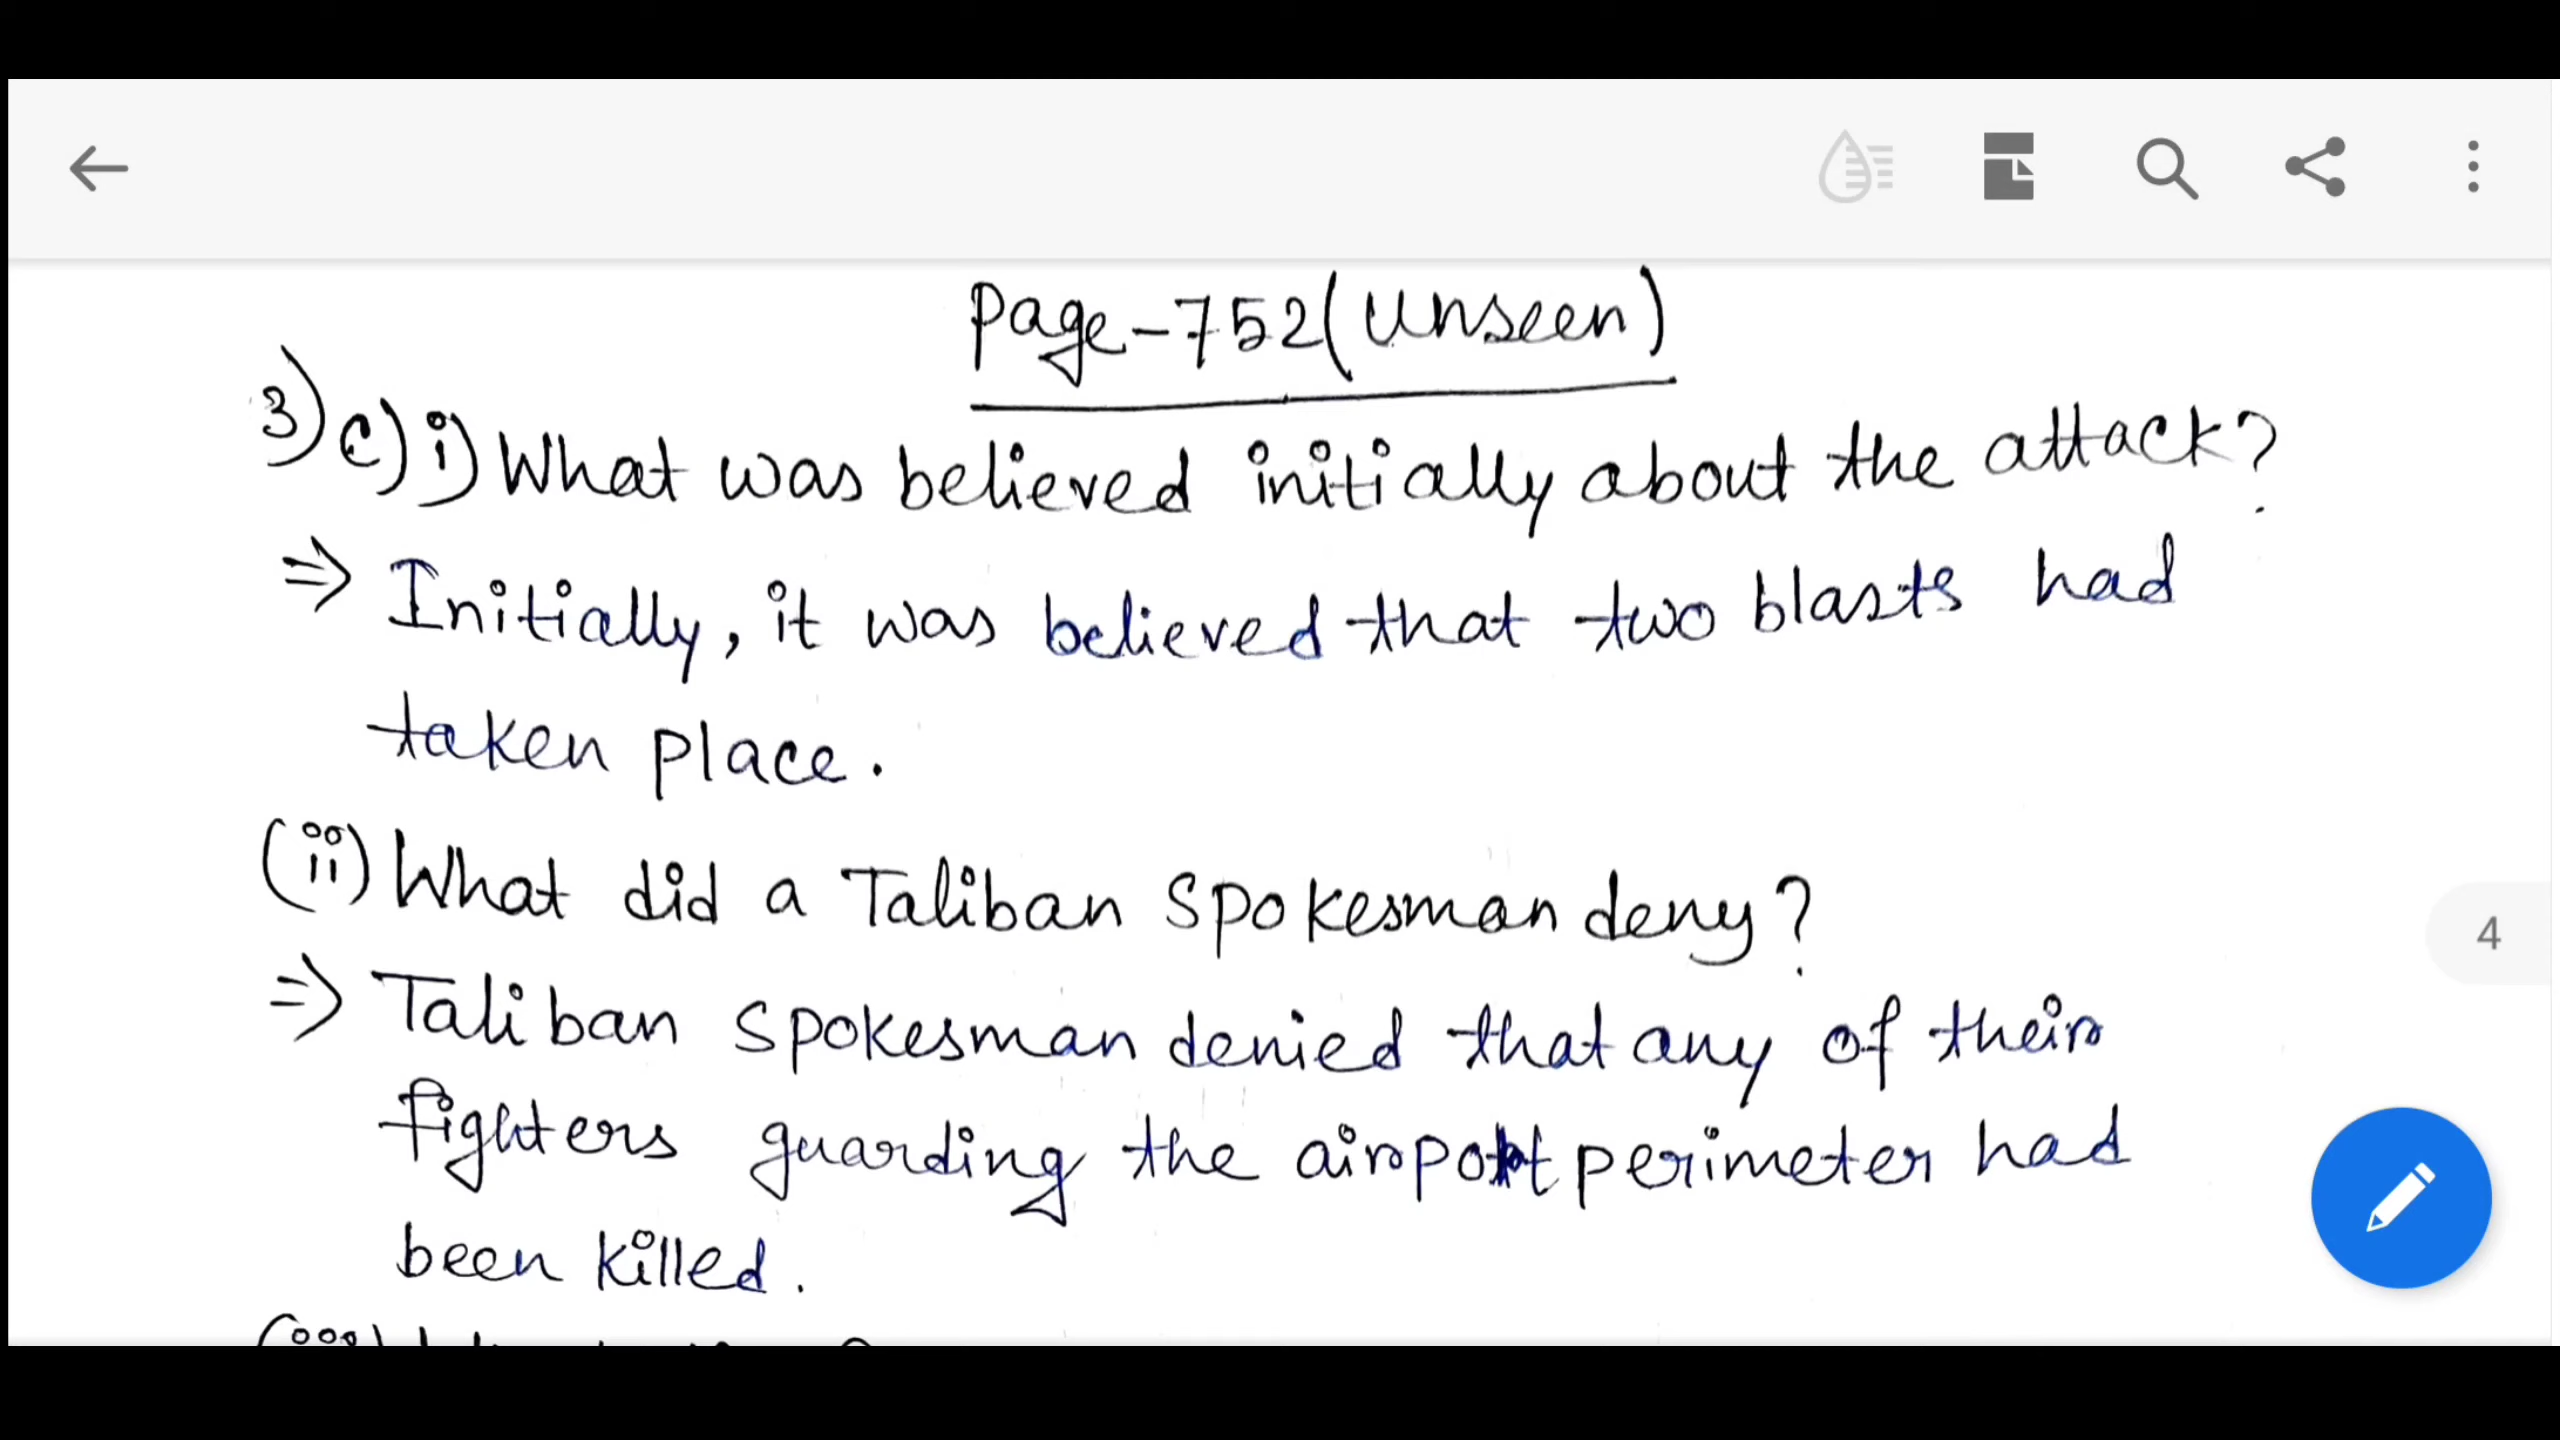 Page-752(Unseen)
3)c)i) What was believed initially about the attack?
⇒ Initially, it was believed that two blasts had
taken place.
(ii) What did a Taliban Spokesman deny?
⇒ Taliban Spokesman denied that any of their
fighters guarding the airport perimeter had
been killed.
4
(iii)